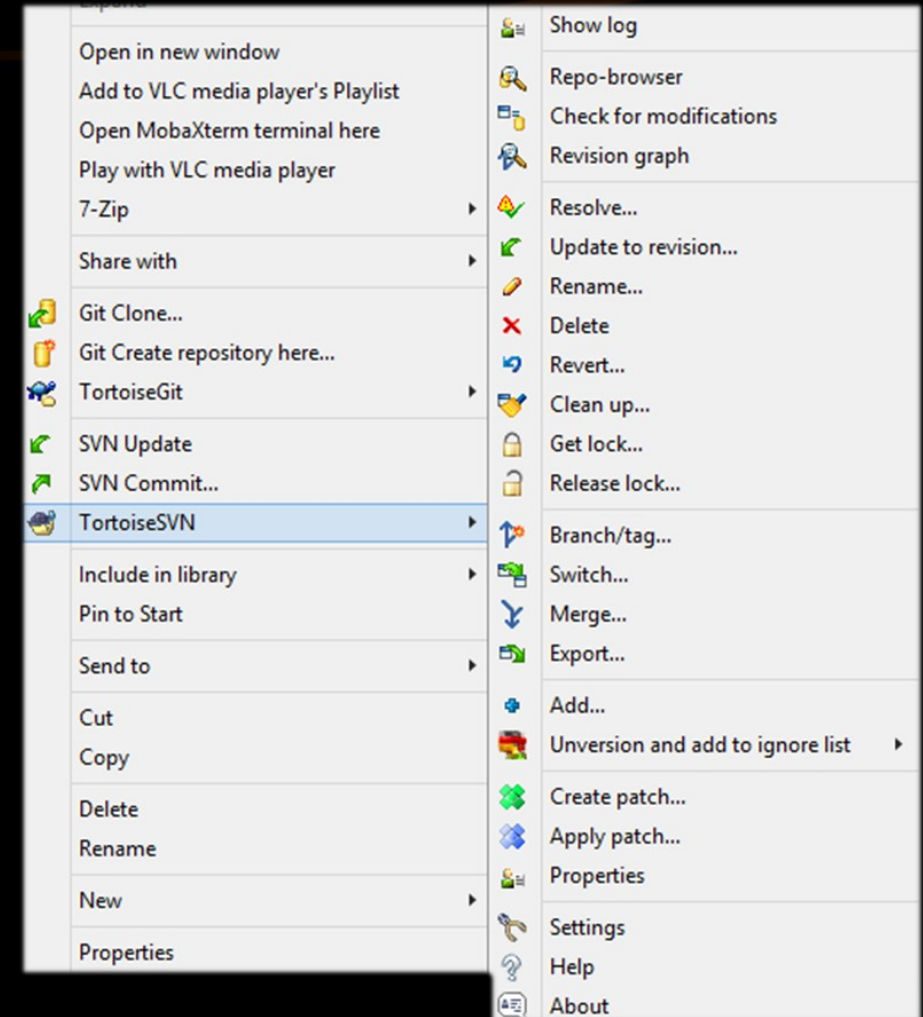 Expand
Open in new window
Add to VLC media player's Playlist
Open MobaXterm terminal here
Play with VLC media player
7-Zip
Share with
Git Clone...
Git Create repository here...
TortoiseGit
SVN Update
SVN Commit...
TortoiseSVN
Include in library
Pin to Start
Send to
Cut
Copy
Delete
Rename
New
Properties
Show log
Repo-browser
Check for modifications
Revision graph
Resolve...
Update to revision...
Rename...
Delete
Revert...
Clean up...
Get lock...
Release lock...
Branch/tag...
Switch...
Merge...
Export...
Add...
Unversion and add to ignore list
Create patch...
Apply patch...
Properties
Settings
Help
About